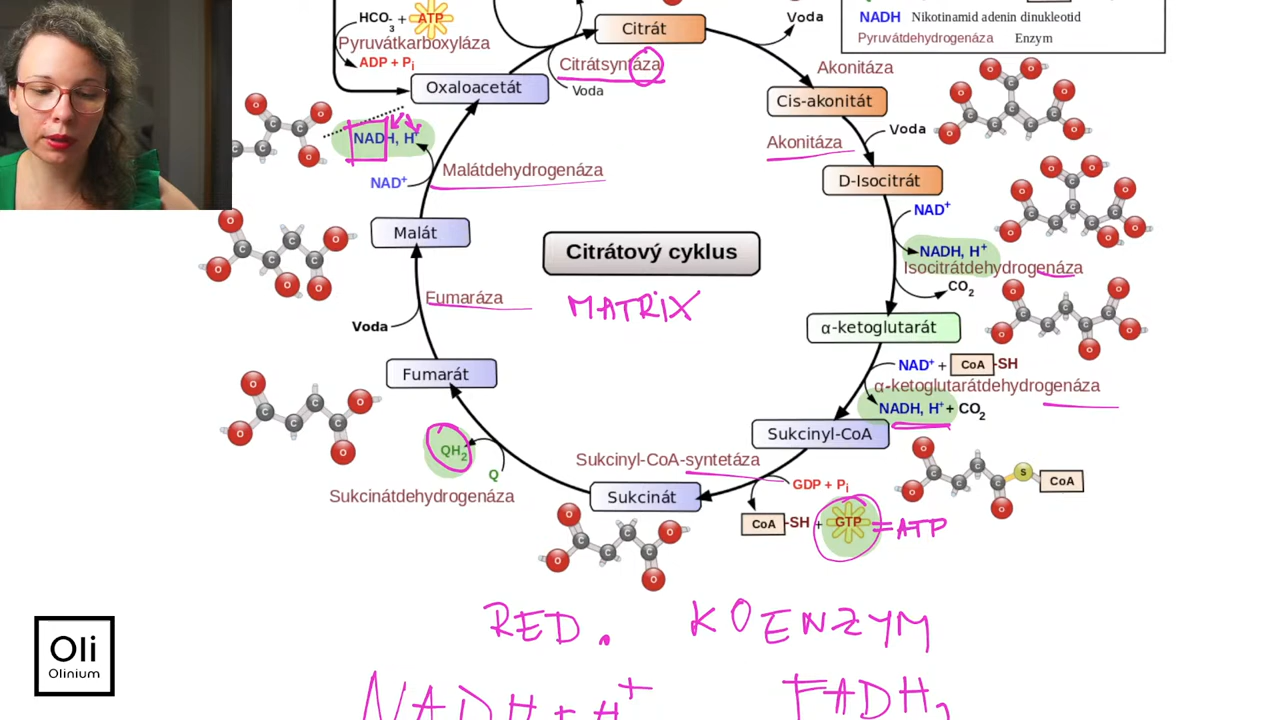 HCO3- + ATP
Pyruvátkarboxyláza
ADP + Pi
Citrát
Voda
NADH Nikotinamid adenin dinukleotid
Pyruvátdehydrogenáza Enzym
Citrátsyntáza
Akonitáza
Oxaloacetát
Voda
Cis-akonitát
Voda
NADH, H+
Akonitáza
Malátdehydrogenáza
NAD+
D-Isocitrát
NAD+
Malát
Citrátový cyklus
NADH, H+
Isocitrátdehydrogenáza
CO2
Fumaráza
MATRIX
Voda
α-ketoglutarát
Fumarát
NAD+ + CoA-SH
α-ketoglutarátdehydrogenáza
NADH, H+ + CO2
Sukcinyl-CoA
QH2
Q
Sukcinyl-CoA-syntetáza
Sukcinátdehydrogenáza
Sukcinát
GDP + Pi
S CoA
CoA-SH + GTP = ATP
RED. KOENZYM
NADH + H+ FADH2
Oli
Olinium